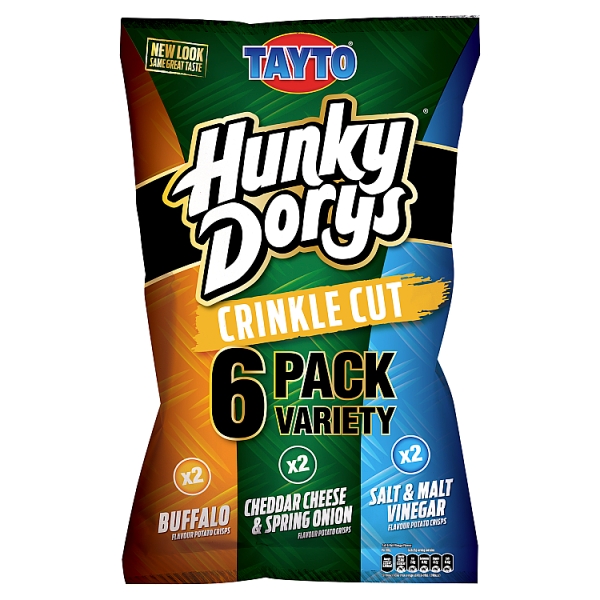 NEW LOOK
SAME GREAT TASTE
TAYTO
Hunky
Dorys
®
CRINKLE CUT
6 PACK
VARIETY
x2
BUFFALO
FLAVOUR POTATO CRISPS
x2
CHEDDAR CHEESE
& SPRING ONION
FLAVOUR POTATO CRISPS
x2
SALT & MALT
VINEGAR
FLAVOUR POTATO CRISPS